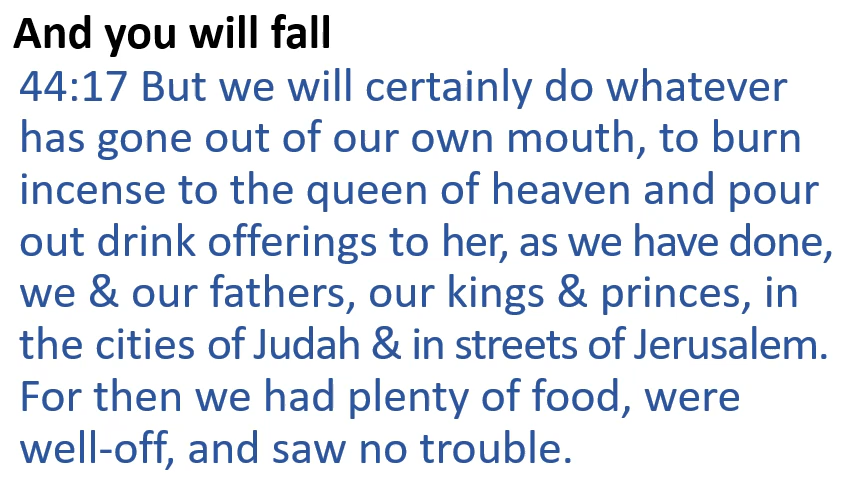 And you will fall
44:17 But we will certainly do whatever
has gone out of our own mouth, to burn
incense to the queen of heaven and pour
out drink offerings to her, as we have done,
we & our fathers, our kings & princes, in
the cities of Judah & in streets of Jerusalem.
For then we had plenty of food, were
well-off, and saw no trouble.